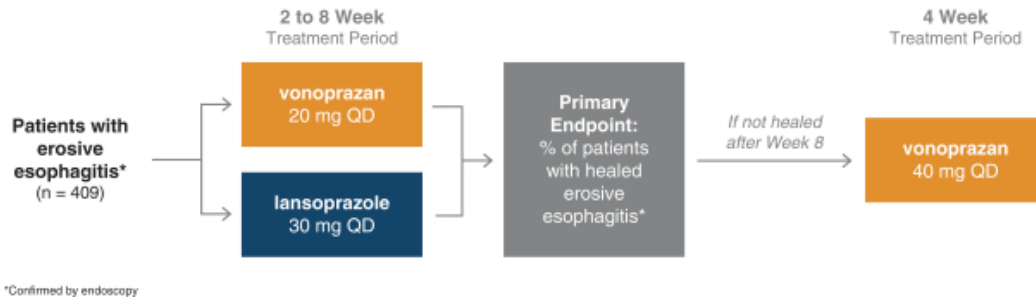 2 to 8 Week
Treatment Period
4 Week
Treatment Period
Patients with
erosive
esophagitis*
(n = 409)
vonoprazan
20 mg QD
lansoprazole
30 mg QD
Primary
Endpoint:
% of patients
with healed
erosive
esophagitis*
If not healed
after Week 8
vonoprazan
40 mg QD
*Confirmed by endoscopy